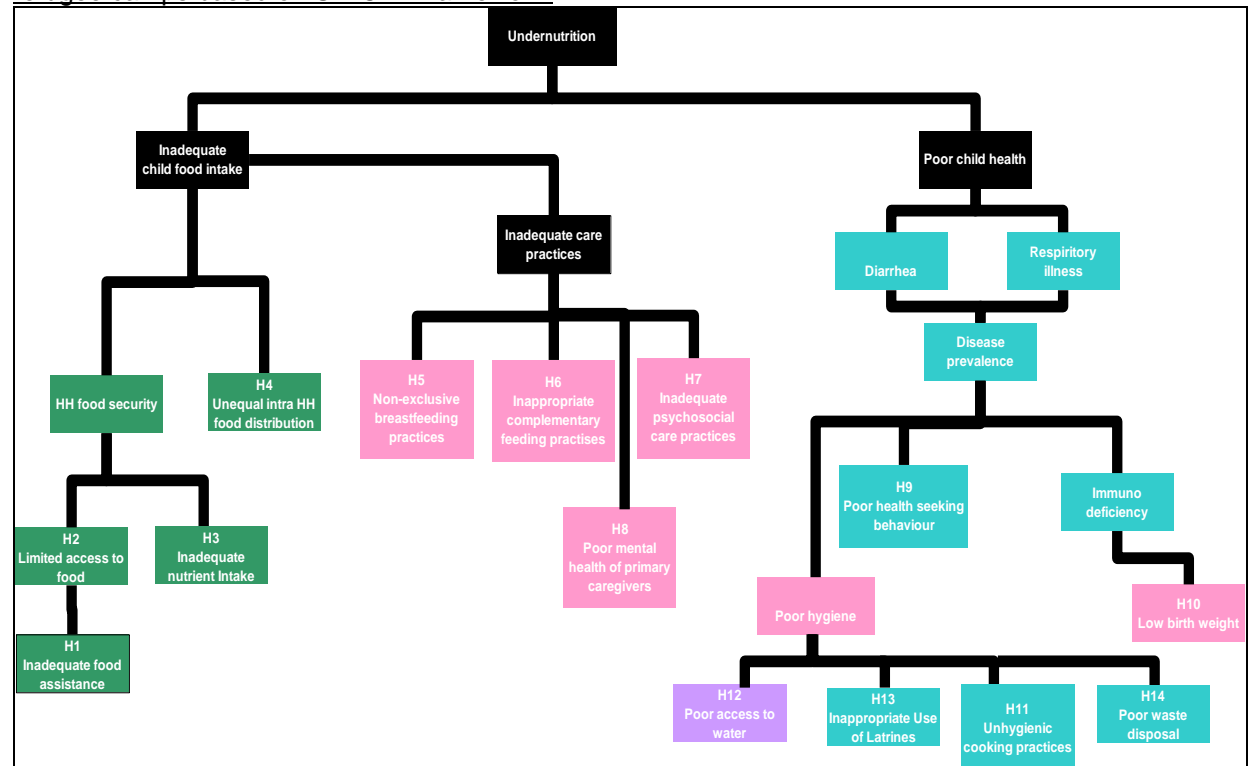 Undernutrition
Inadequate
child food intake
Poor child health
Inadequate care
practices
Diarrhea
Respiritory
illness
Disease
prevalence
HH food security
H4
Unequal intra HH
food distribution
H5
Non-exclusive
breastfeeding
practices
H6
Inappropriate
complementary
feeding practises
H7
Inadequate
psychosocial
care practices
H9
Poor health seeking
behaviour
Immuno
deficiency
H2
Limited access to
food
H3
Inadequate
nutrient Intake
H8
Poor mental
health of primary
caregivers
Poor hygiene
H10
Low birth weight
H1
Inadequate food
assistance
H12
Poor access to
water
H13
Inappropriate Use
of Latrines
H11
Unhygienic
cooking practices
H14
Poor waste
disposal